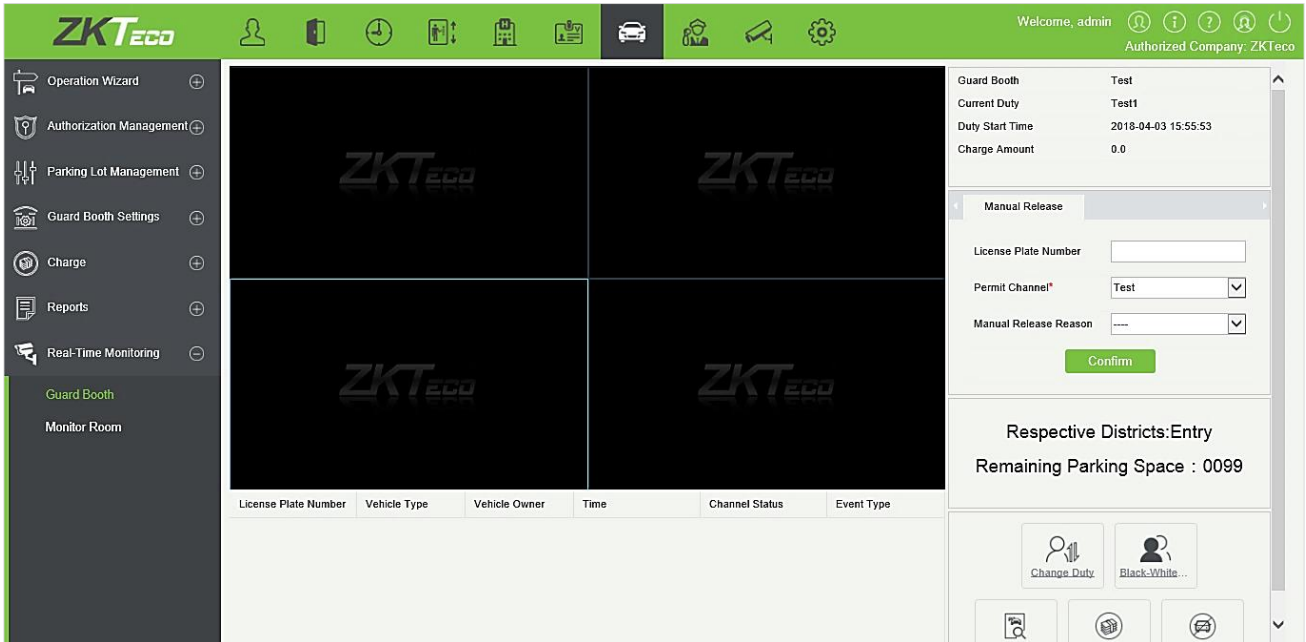 ZKTeco
Welcome, admin
Authorized Company: ZKTeco
Operation Wizard
Authorization Management
Parking Lot Management
Guard Booth Settings
Charge
Reports
Real-Time Monitoring
Guard Booth
Monitor Room
ZKTeco
ZKTeco
ZKTeco
ZKTeco
License Plate Number Vehicle Type Vehicle Owner Time Channel Status Event Type
Guard Booth Test
Current Duty Test1
Duty Start Time 2018-04-03 15:55:53
Charge Amount 0.0
Manual Release
License Plate Number
Permit Channel* Test
Manual Release Reason ----
Confirm
Respective Districts:Entry
Remaining Parking Space : 0099
Change Duty Black-White...